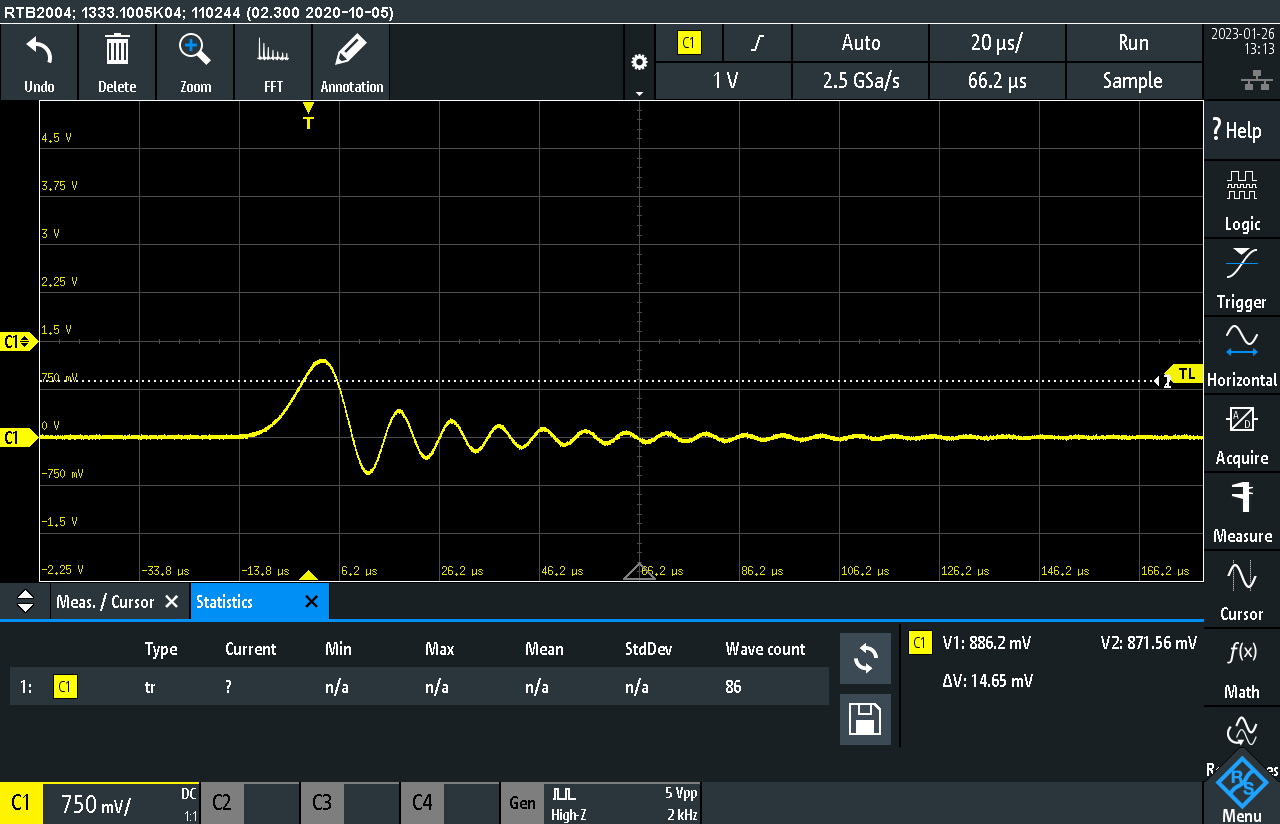 RTB2004; 1333.1005K04; 110244 (02.300 2020-10-05)
Undo
Delete
Zoom
FFT
Annotation
C1
Auto
20 µs/
Run
1 V
2.5 GSa/s
66.2 µs
Sample
2023-01-26
13:13
T
4.5 V
3.75 V
3 V
2.25 V
C1
1.5 V
750 mV
TL
C1
0 V
-750 mV
-1.5 V
-2.25 V
-33.8 µs
-13.8 µs
6.2 µs
26.2 µs
46.2 µs
66.2 µs
86.2 µs
106.2 µs
126.2 µs
146.2 µs
166.2 µs
? Help
Logic
Trigger
Horizontal
A
D
Acquire
Measure
Cursor
f(x)
Math
R&S
Menu
Meas. / Cursor
Statistics
Type Current Min Max Mean StdDev Wave count
1: C1 tr ? n/a n/a n/a n/a 86
C1 V1: 886.2 mV V2: 871.56 mV
ΔV: 14.65 mV
C1
750 mV/
DC
1:1
C2
C3
C4
Gen
High-Z
5 Vpp
2 kHz